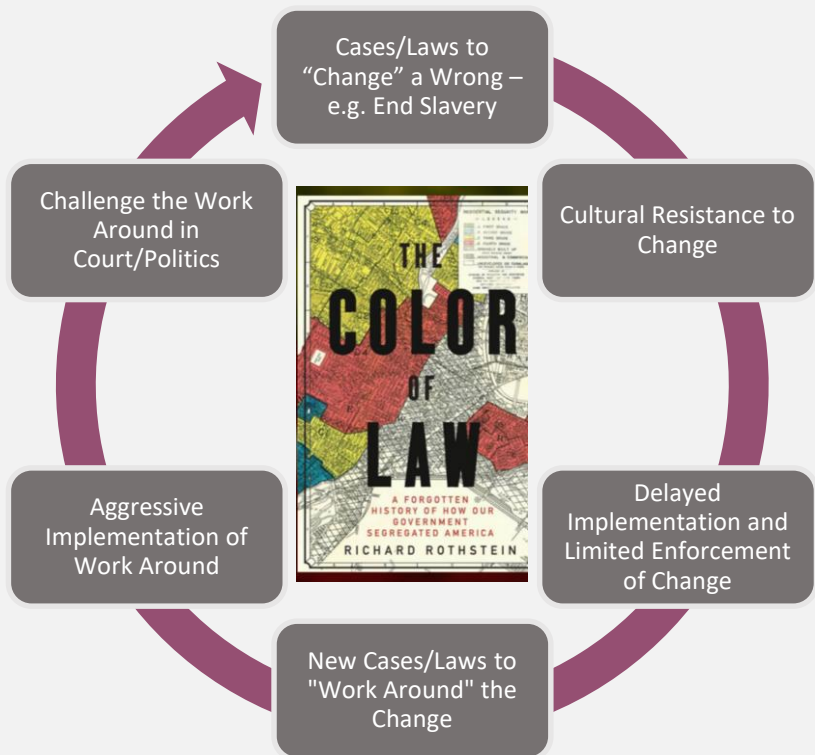 Cases/Laws to
“Change” a Wrong –
e.g. End Slavery
Cultural Resistance to
Change
Delayed
Implementation and
Limited Enforcement
of Change
New Cases/Laws to
"Work Around" the
Change
Aggressive
Implementation of
Work Around
Challenge the Work
Around in
Court/Politics
THE
COLOR
OF
LAW
A FORGOTTEN
HISTORY OF HOW OUR
GOVERNMENT
SEGREGATED AMERICA
RICHARD ROTHSTEIN